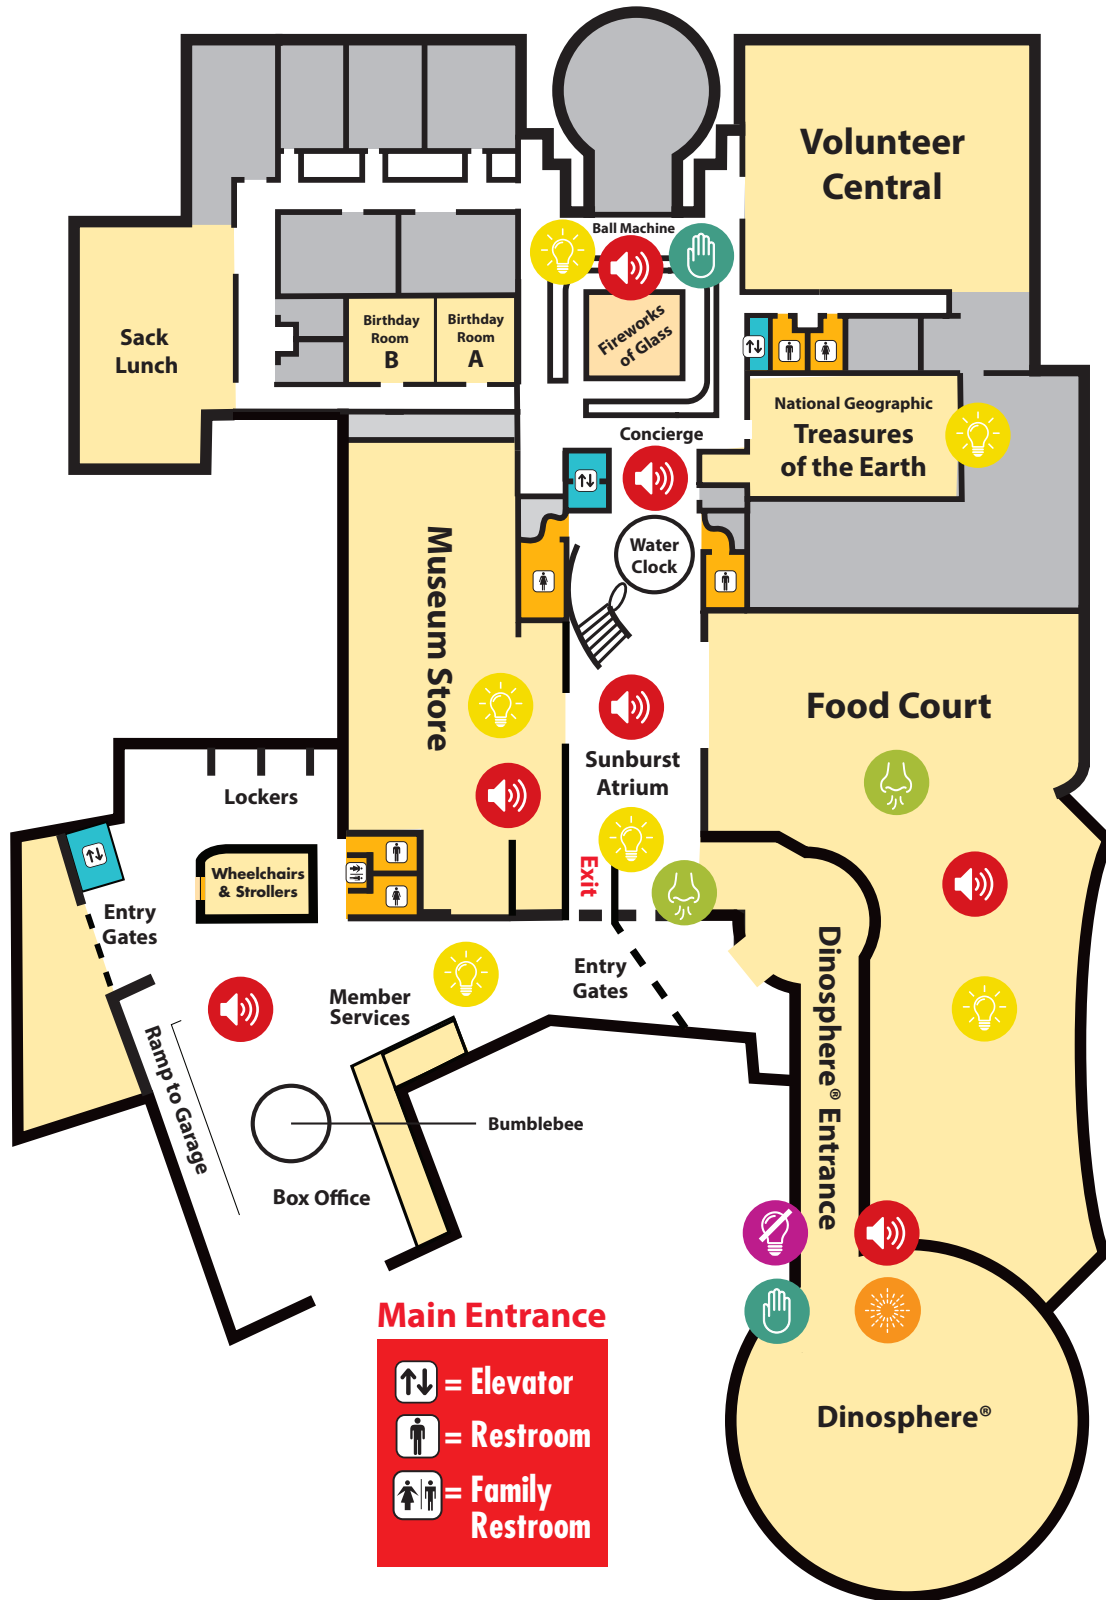 Volunteer
Central
Ball Machine
Fireworks
of Glass
Sack
Lunch
Birthday
Room
B
Birthday
Room
A
National Geographic
Treasures
of the Earth
Concierge
Water
Clock
Museum Store
Food Court
Sunburst
Atrium
Lockers
Exit
Wheelchairs
& Strollers
Entry
Gates
Entry
Gates
Member
Services
Dinosphere® Entrance
Ramp to Garage
Bumblebee
Box Office
Main Entrance
= Elevator
= Restroom
= Family
Restroom
Dinosphere®